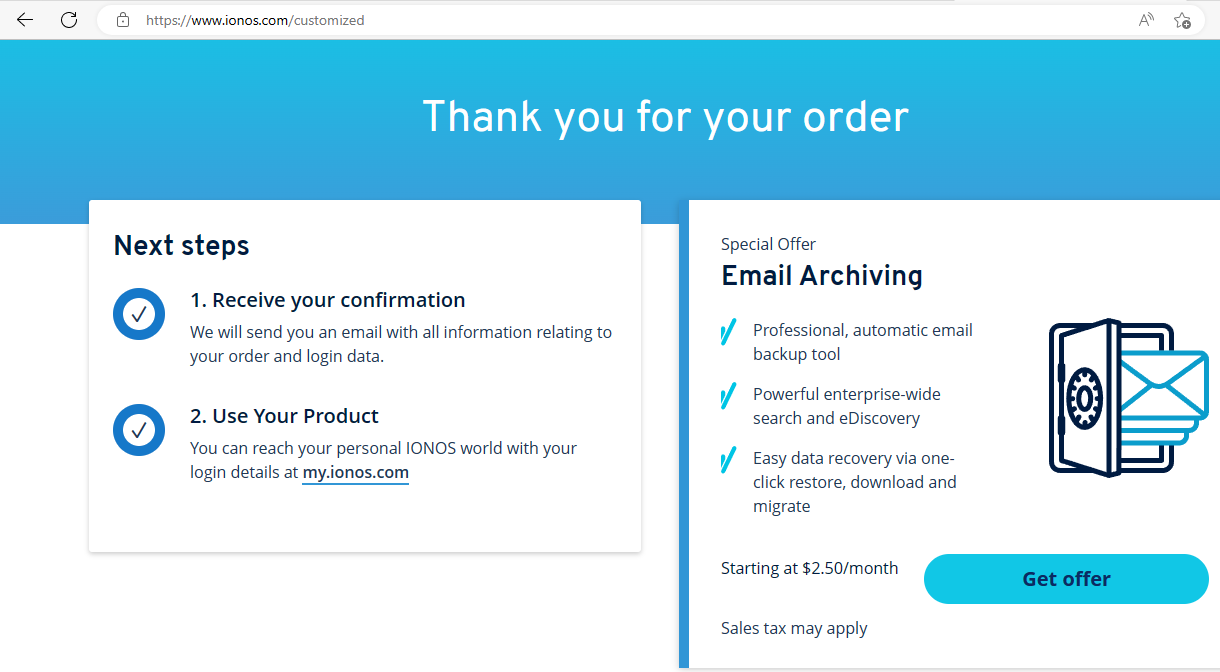 https://www.ionos.com/customized
Thank you for your order
Next steps
1. Receive your confirmation
We will send you an email with all information relating to
your order and login data.
2. Use Your Product
You can reach your personal IONOS world with your
login details at my.ionos.com
Special Offer
Email Archiving
Professional, automatic email
backup tool
Powerful enterprise-wide
search and eDiscovery
Easy data recovery via one-
click restore, download and
migrate
Starting at $2.50/month
Get offer
Sales tax may apply